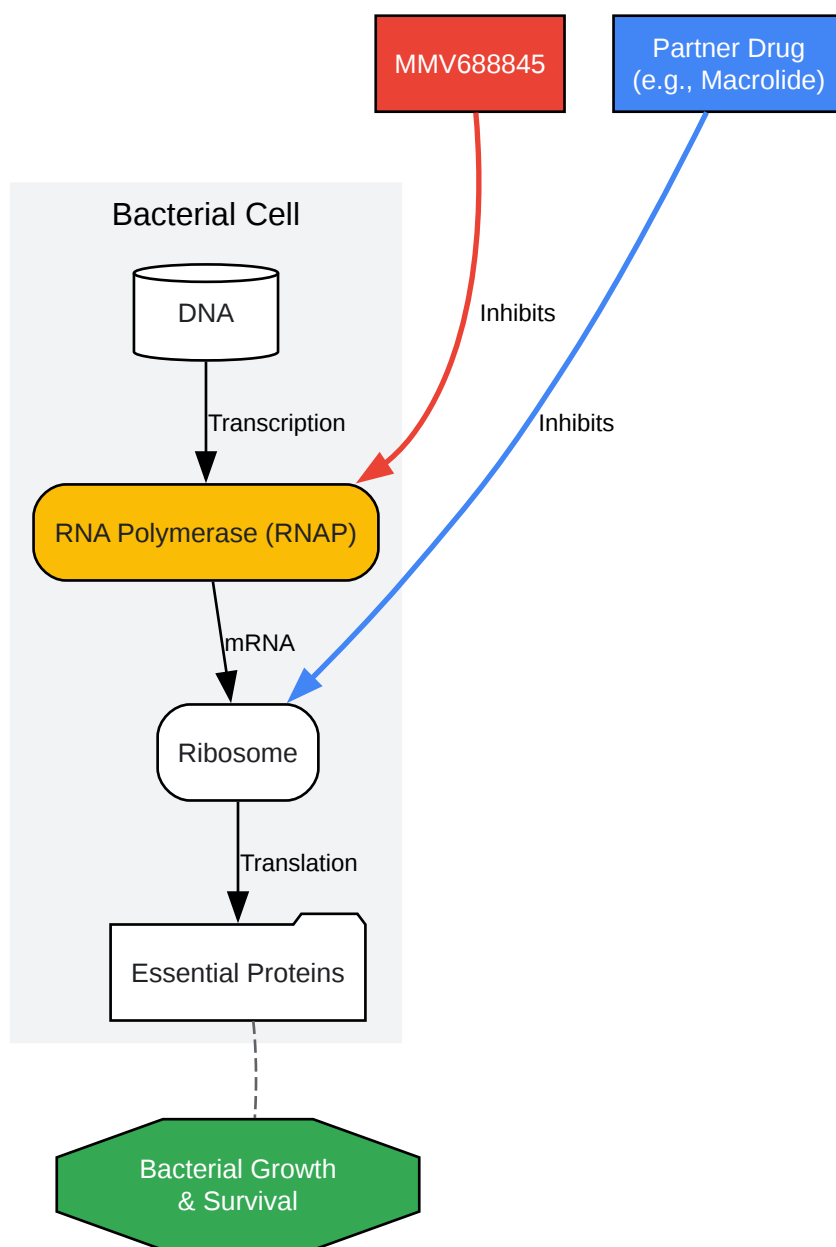 MMV688845
Partner Drug
(e.g., Macrolide)
Bacterial Cell
DNA
Inhibits
Transcription
Inhibits
RNA Polymerase (RNAP)
mRNA
Ribosome
Translation
Essential Proteins
Bacterial Growth
& Survival